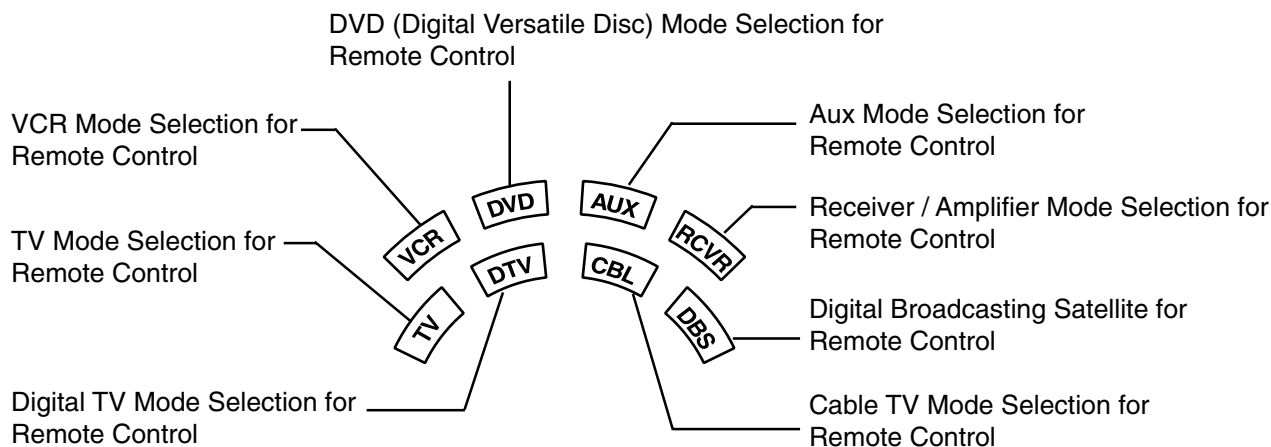 DVD (Digital Versatile Disc) Mode Selection for
Remote Control
VCR Mode Selection for
Remote Control
Aux Mode Selection for
Remote Control
DVD
AUX
VCR
RCVR
TV Mode Selection for
Remote Control
Receiver / Amplifier Mode Selection for
Remote Control
DTV
CBL
TV
DBS
Digital Broadcasting Satellite for
Remote Control
Digital TV Mode Selection for
Remote Control
Cable TV Mode Selection for
Remote Control